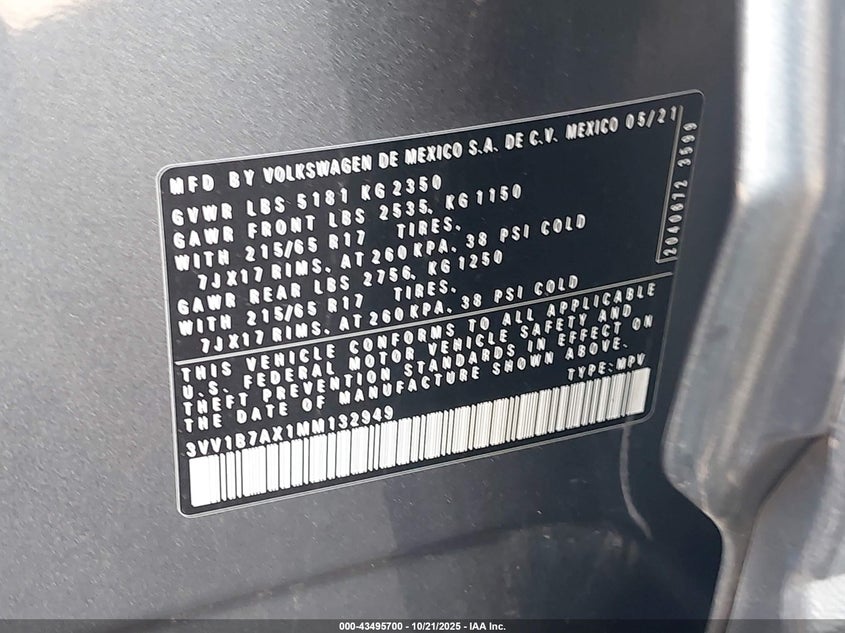 MFD BY VOLKSWAGEN DE MEXICO S.A. DE C.V. MEXICO 05/21
GVWR LBS 5181 KG 2350
GAWR FRONT LBS 2535, KG 1150
WITH 215/65 R17 TIRES,
7JX17 RIMS, AT 260 KPA, 38 PSI COLD
GAWR REAR LBS 2756, KG 1250
WITH 215/65 R17 TIRES,
7JX17 RIMS, AT 260 KPA, 38 PSI COLD
2040612 3599
THIS VEHICLE CONFORMS TO ALL APPLICABLE
U.S. FEDERAL MOTOR VEHICLE SAFETY AND
THEFT PREVENTION STANDARDS IN EFFECT ON
THE DATE OF MANUFACTURE SHOWN ABOVE.
TYPE: MPV
3VV1B7AX1MM132949
000-43495700 - 10/21/2025 - IAA Inc.